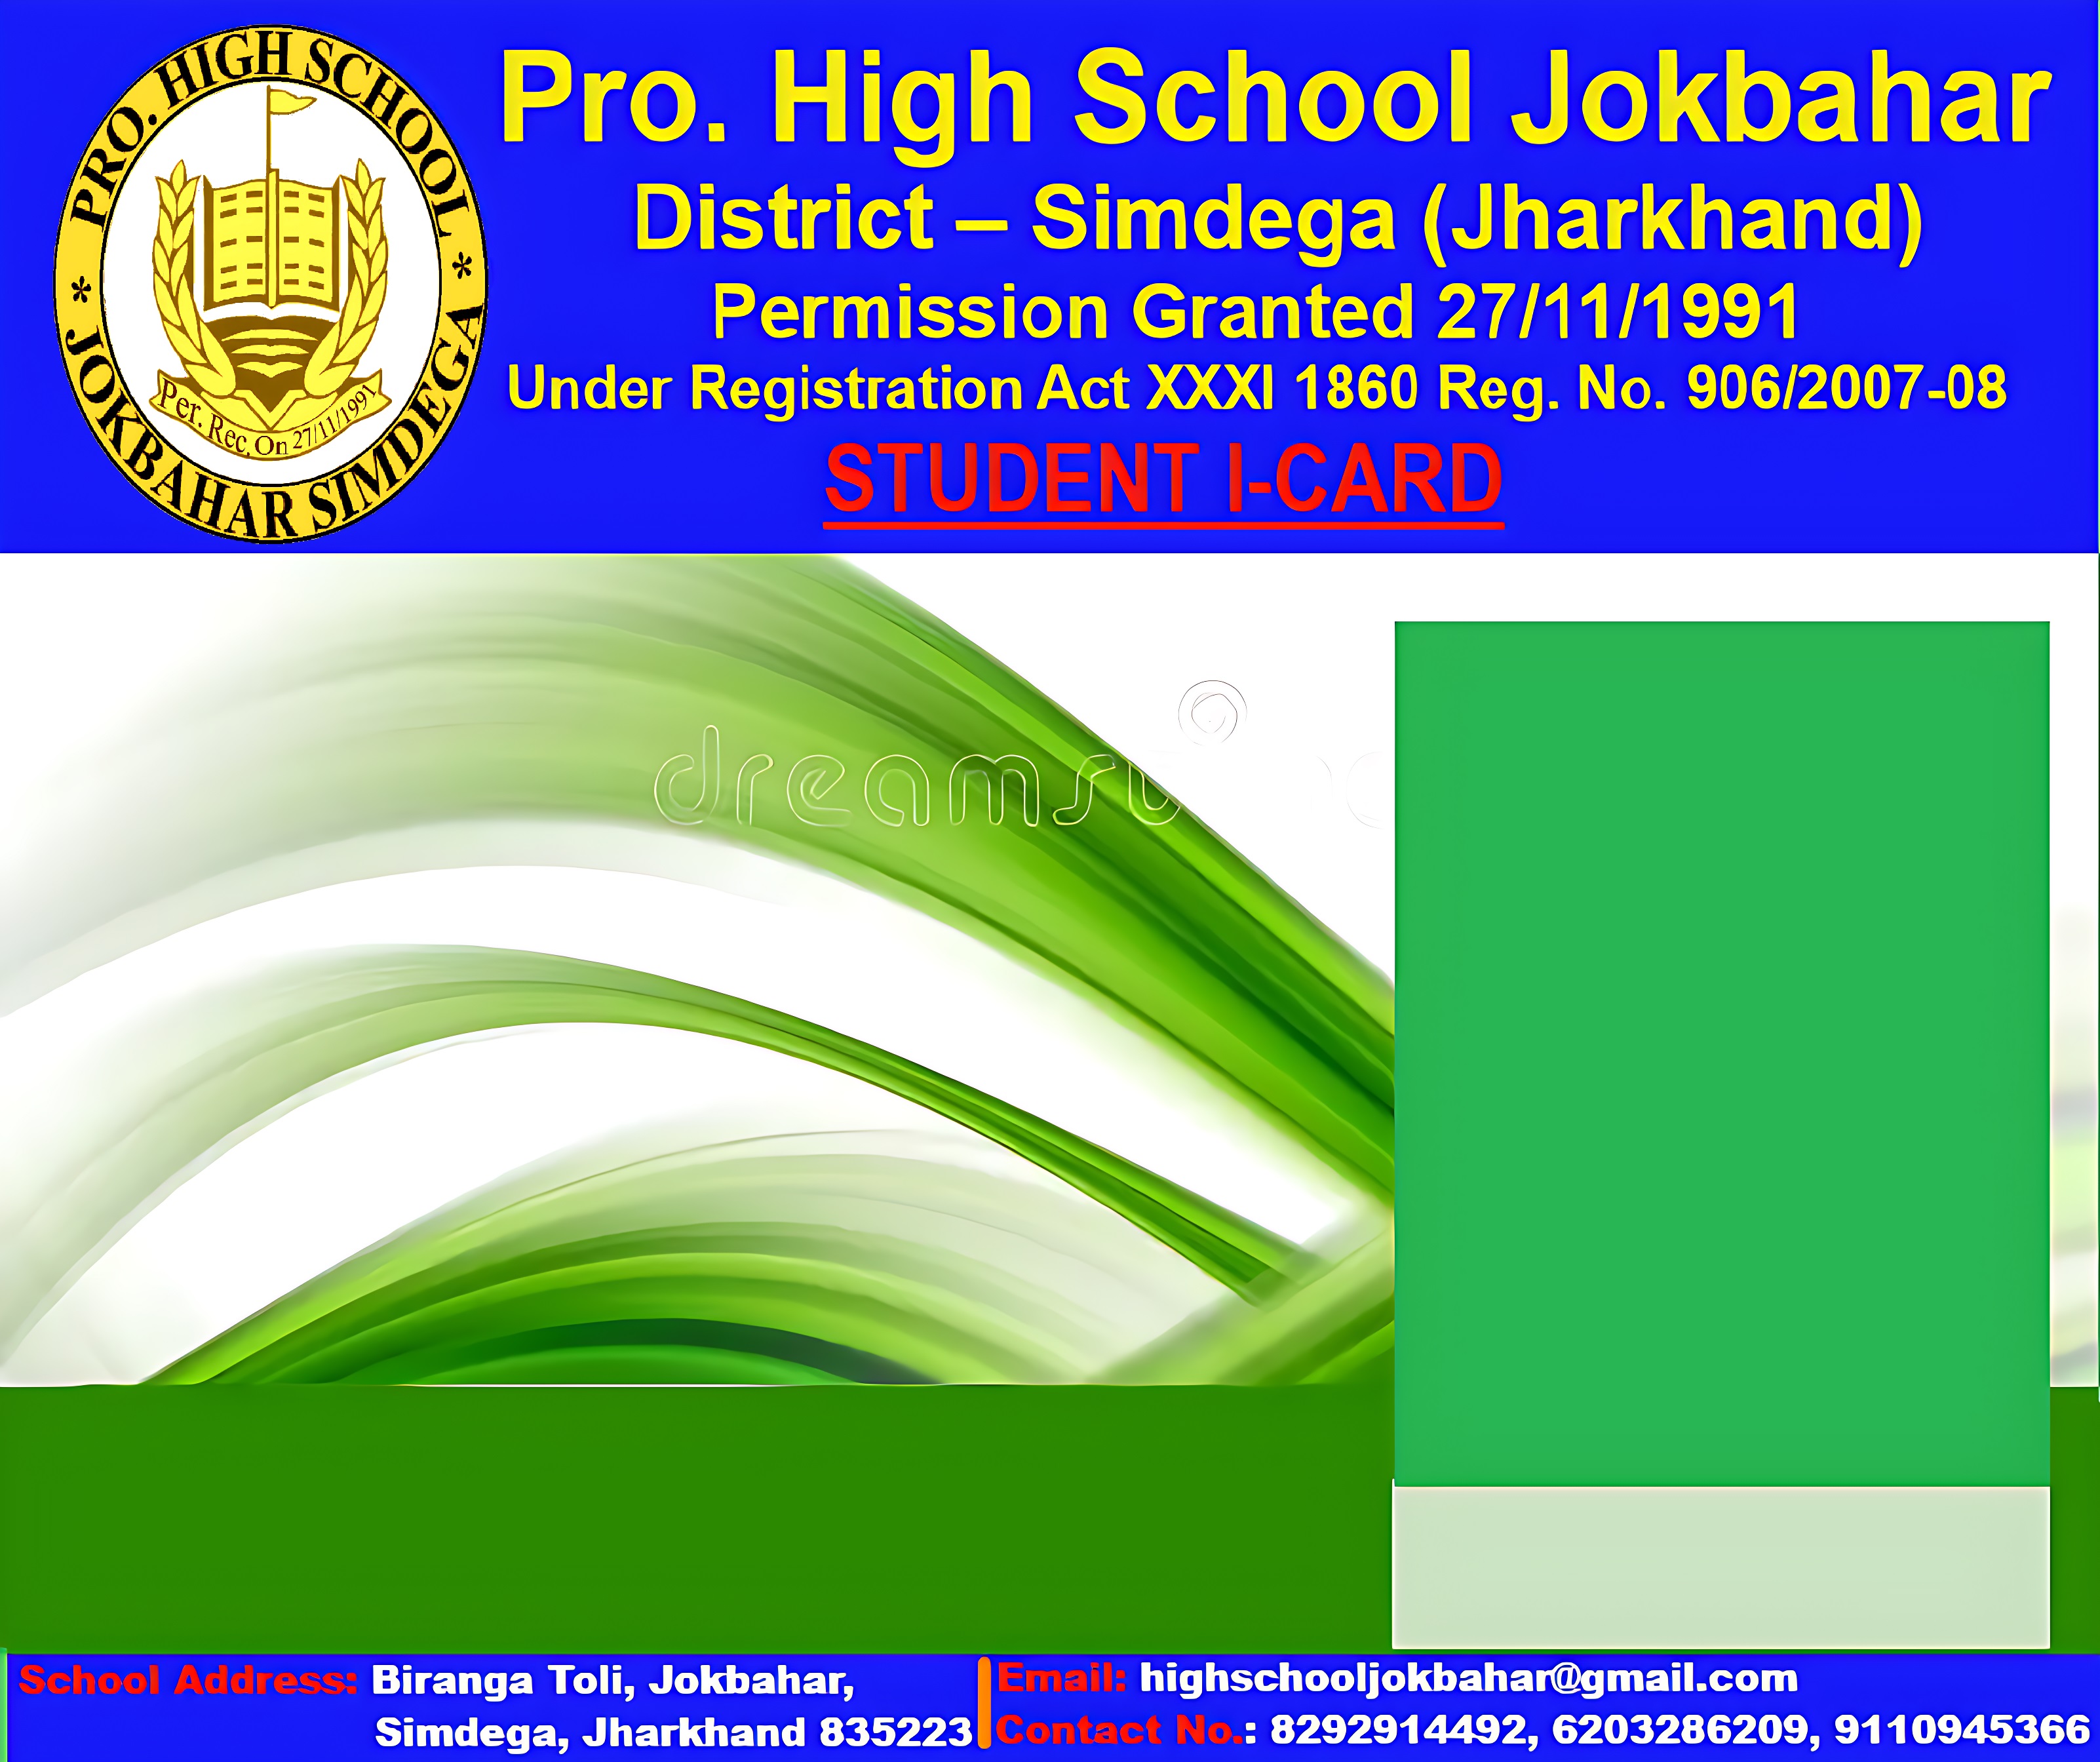 PRO. HIGH SCHOOL
* JOKBAHAR SIMDEGA *
Per. Rec. On 27/11/1991
Pro. High School Jokbahar
District – Simdega (Jharkhand)
Permission Granted 27/11/1991
Under Registration Act XXXI 1860 Reg. No. 906/2007-08
STUDENT I-CARD
School Address: Biranga Toli, Jokbahar,
Simdega, Jharkhand 835223
Email: highschooljokbahar@gmail.com
Contact No.: 8292914492, 6203286209, 9110945366